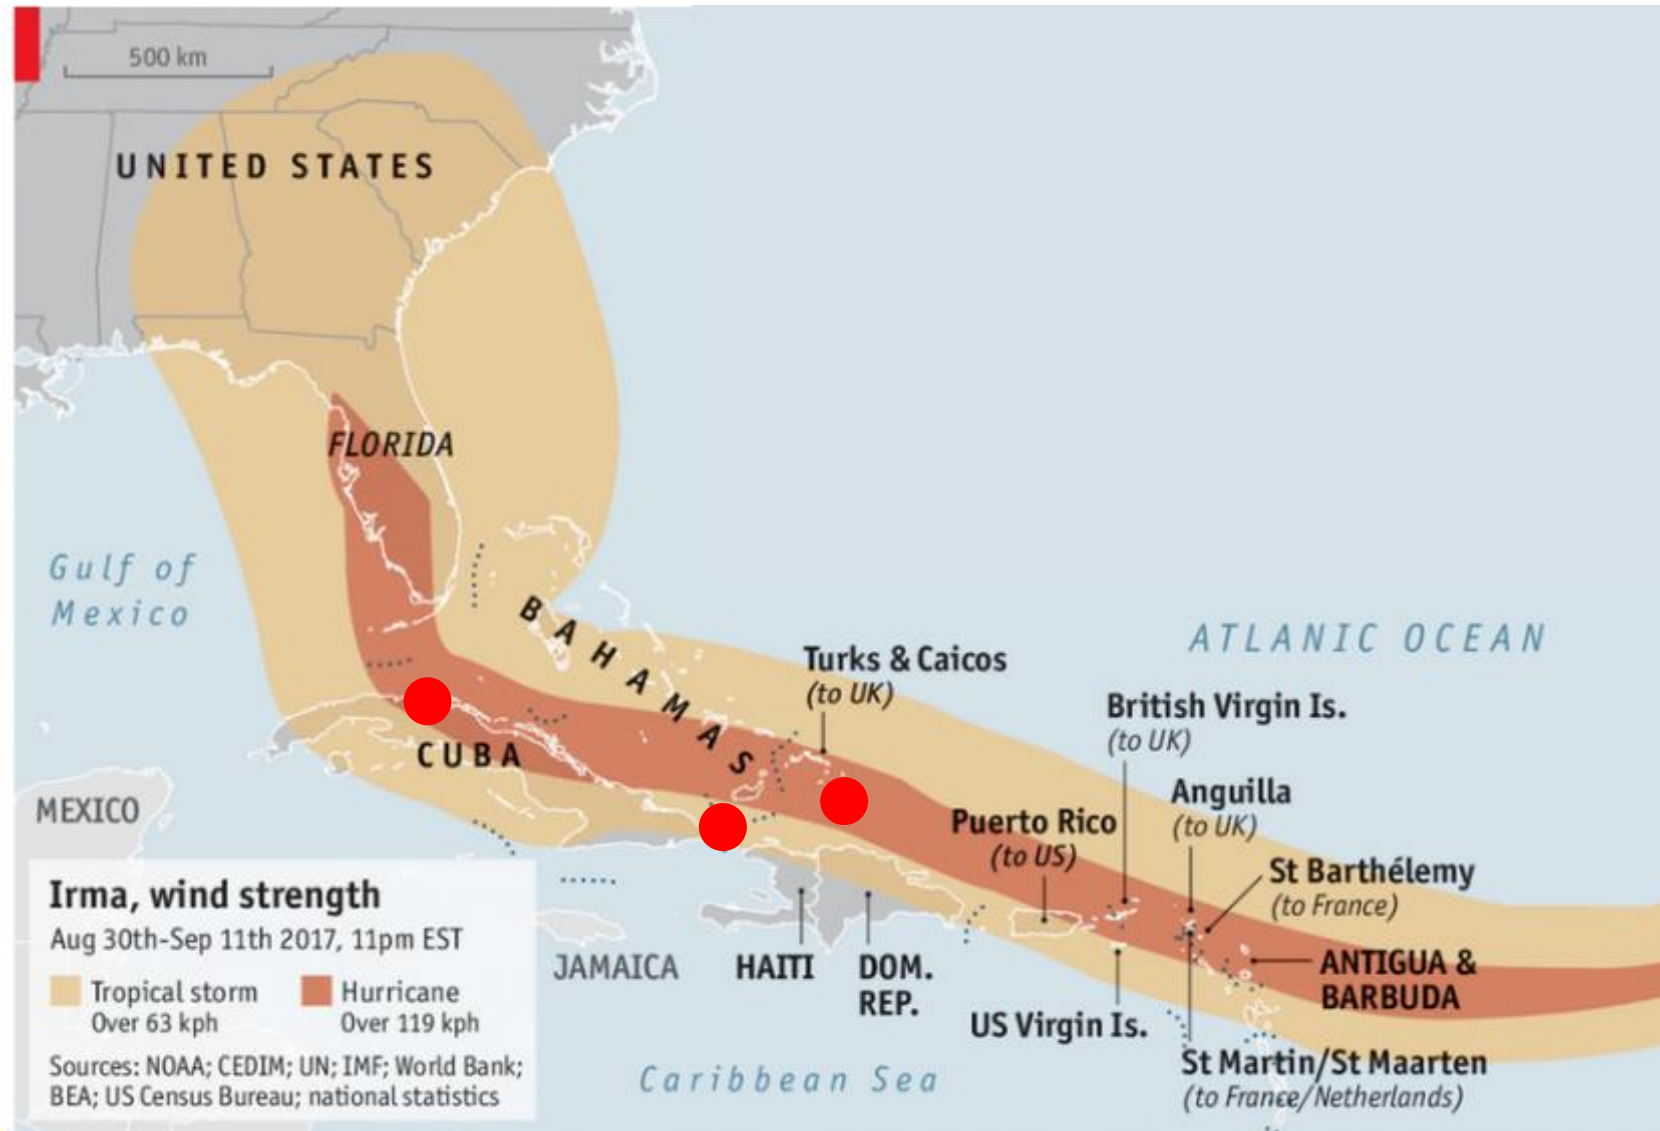 500 km
UNITED STATES
FLORIDA
Gulf of
Mexico
BAHAMAS
Turks & Caicos
(to UK)
ATLANIC OCEAN
British Virgin Is.
(to UK)
CUBA
MEXICO
Anguilla
(to UK)
Puerto Rico
(to US)
St Barthélemy
(to France)
Irma, wind strength
Aug 30th-Sep 11th 2017, 11pm EST
Tropical storm
Over 63 kph
Hurricane
Over 119 kph
Sources: NOAA; CEDIM; UN; IMF; World Bank;
BEA; US Census Bureau; national statistics
JAMAICA
HAITI
DOM.
REP.
ANTIGUA &
BARBUDA
US Virgin Is.
St Martin/St Maarten
(to France/Netherlands)
Caribbean Sea